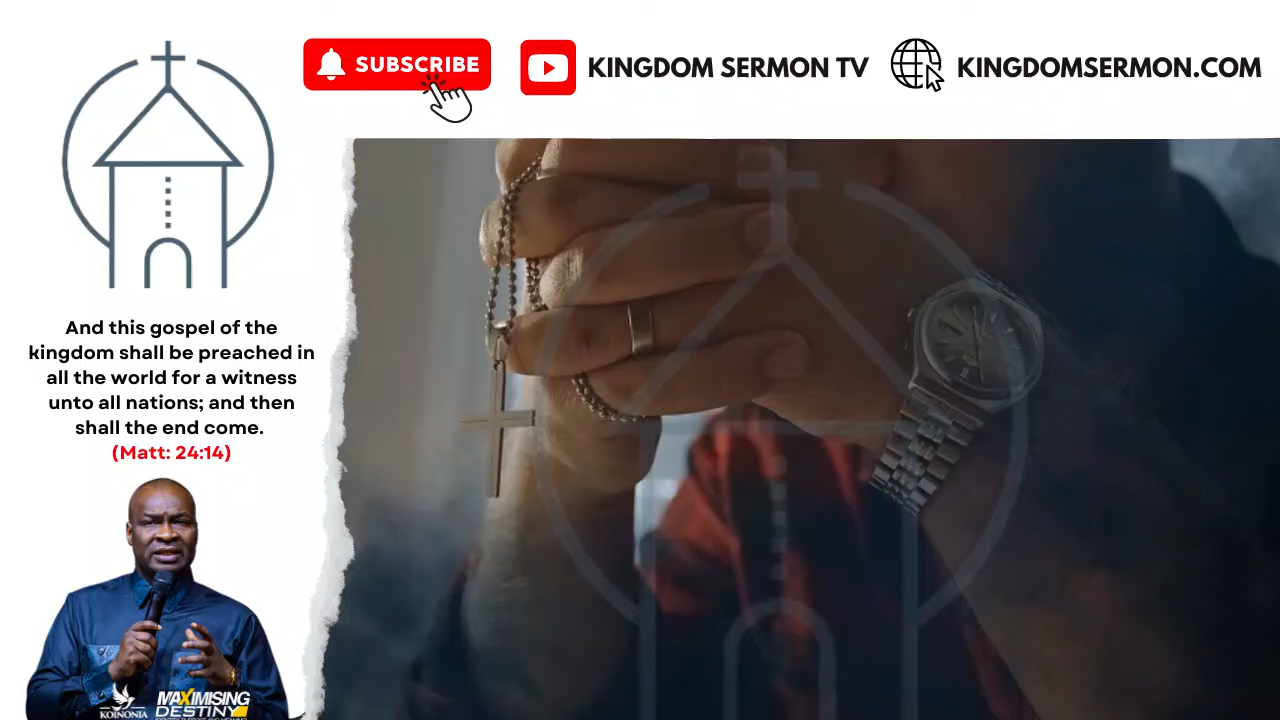 SUBSCRIBE
KINGDOM SERMON TV
KINGDOMSERMON.COM
And this gospel of the
kingdom shall be preached in
all the world for a witness
unto all nations; and then
shall the end come.
(Matt: 24:14)
KOINONIA
MAXIMISING
DESTINY